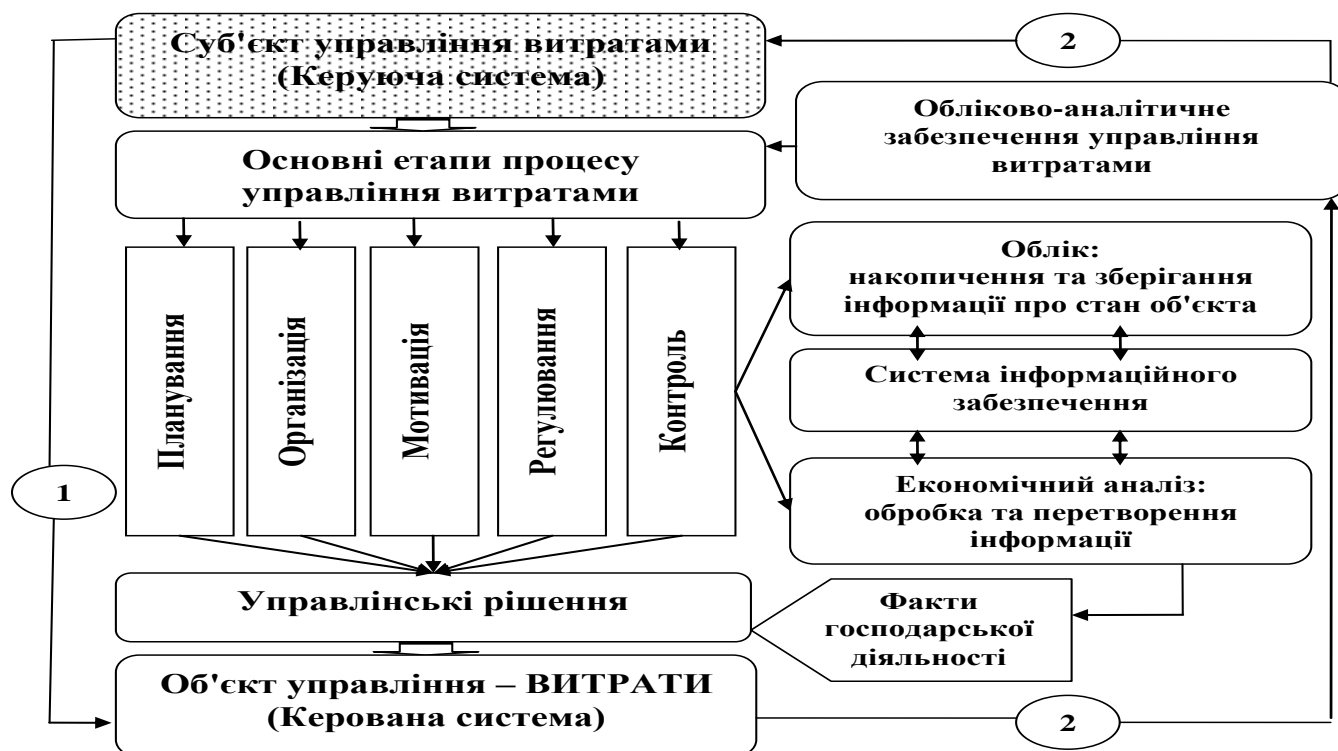 Суб'єкт управління витратами
(Керуюча система)
2
Обліково-аналітичне
забезпечення управління
витратами
Основні етапи процесу
управління витратами
Планування
Організація
Мотивація
Регулювання
Контроль
Облік:
накопичення та зберігання
інформації про стан об'єкта
Система інформаційного
забезпечення
1
Економічний аналіз:
обробка та перетворення
інформації
Управлінські рішення
Факти
господарської
діяльності
Об'єкт управління – ВИТРАТИ
(Керована система)
2